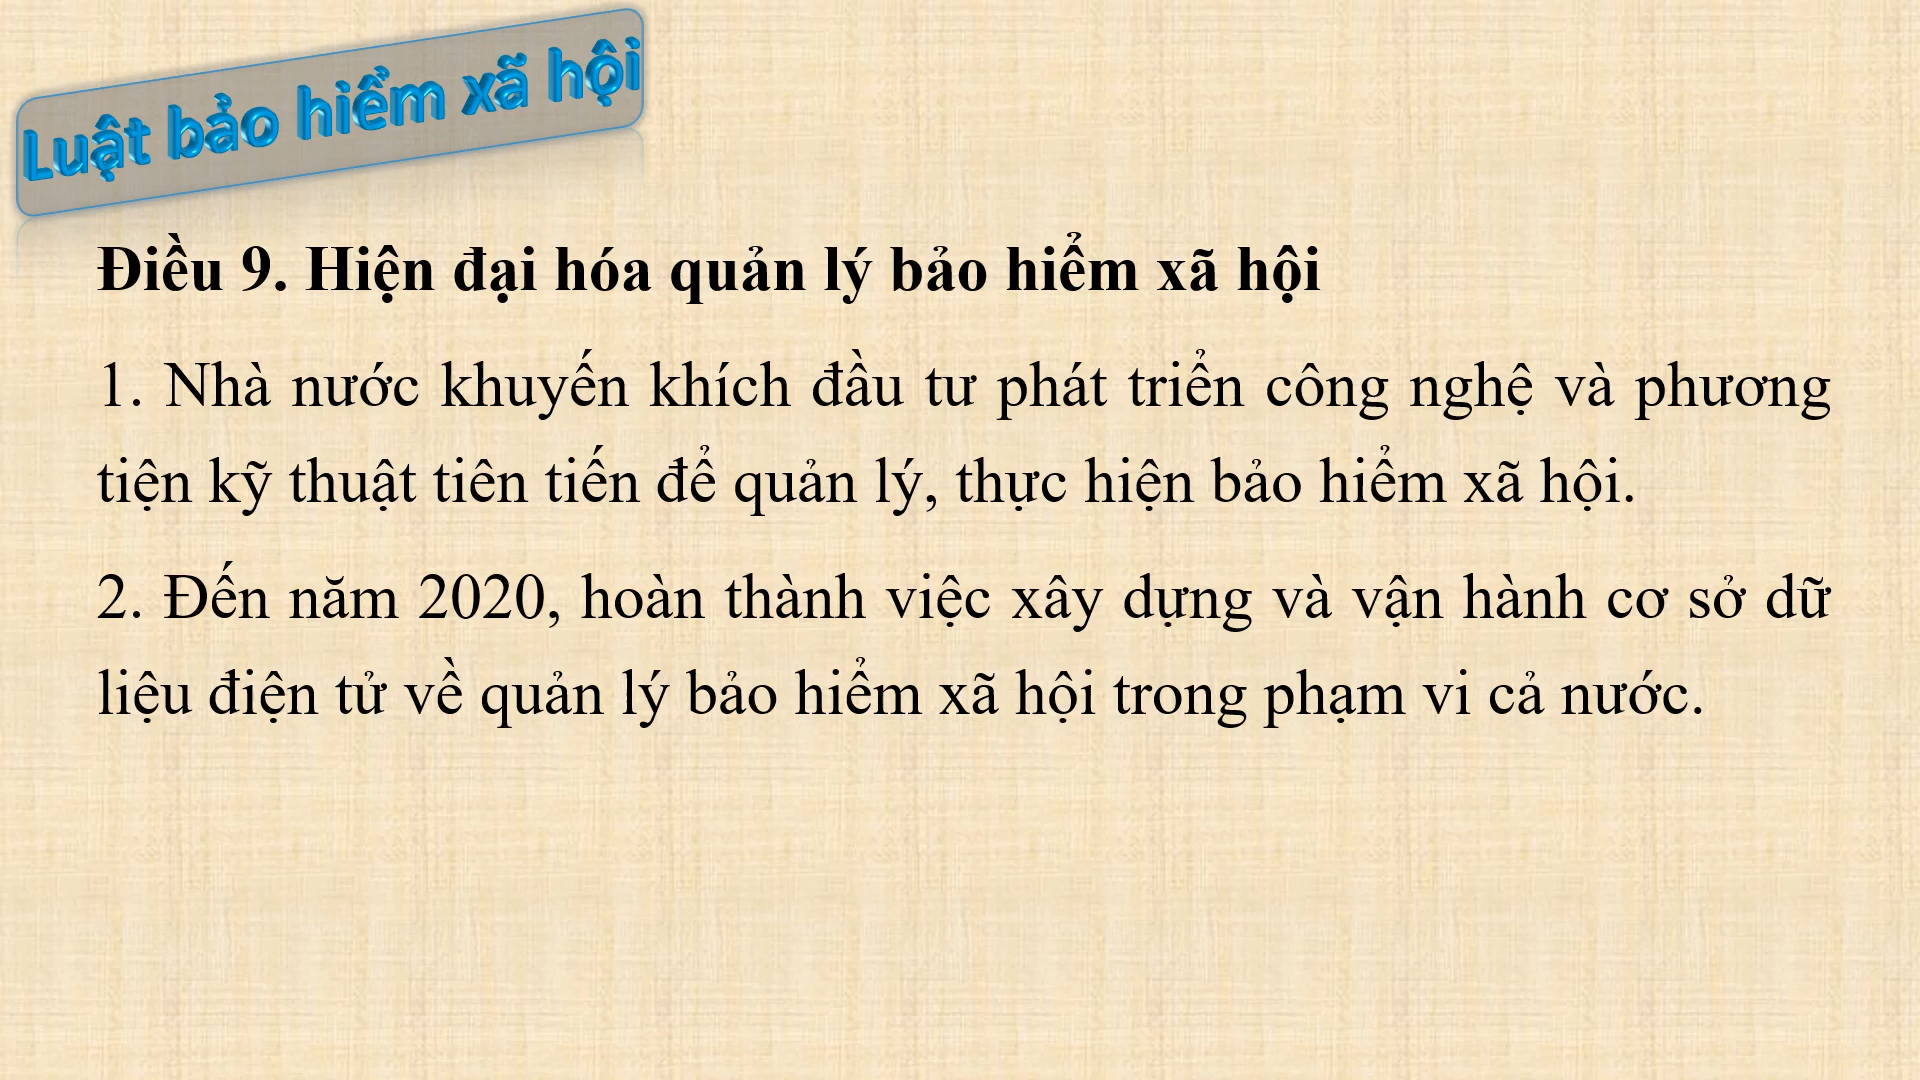 Luật bảo hiểm xã hội
Điều 9. Hiện đại hóa quản lý bảo hiểm xã hội
1. Nhà nước khuyến khích đầu tư phát triển công nghệ và phương
tiện kỹ thuật tiên tiến để quản lý, thực hiện bảo hiểm xã hội.
2. Đến năm 2020, hoàn thành việc xây dựng và vận hành cơ sở dữ
liệu điện tử về quản lý bảo hiểm xã hội trong phạm vi cả nước.